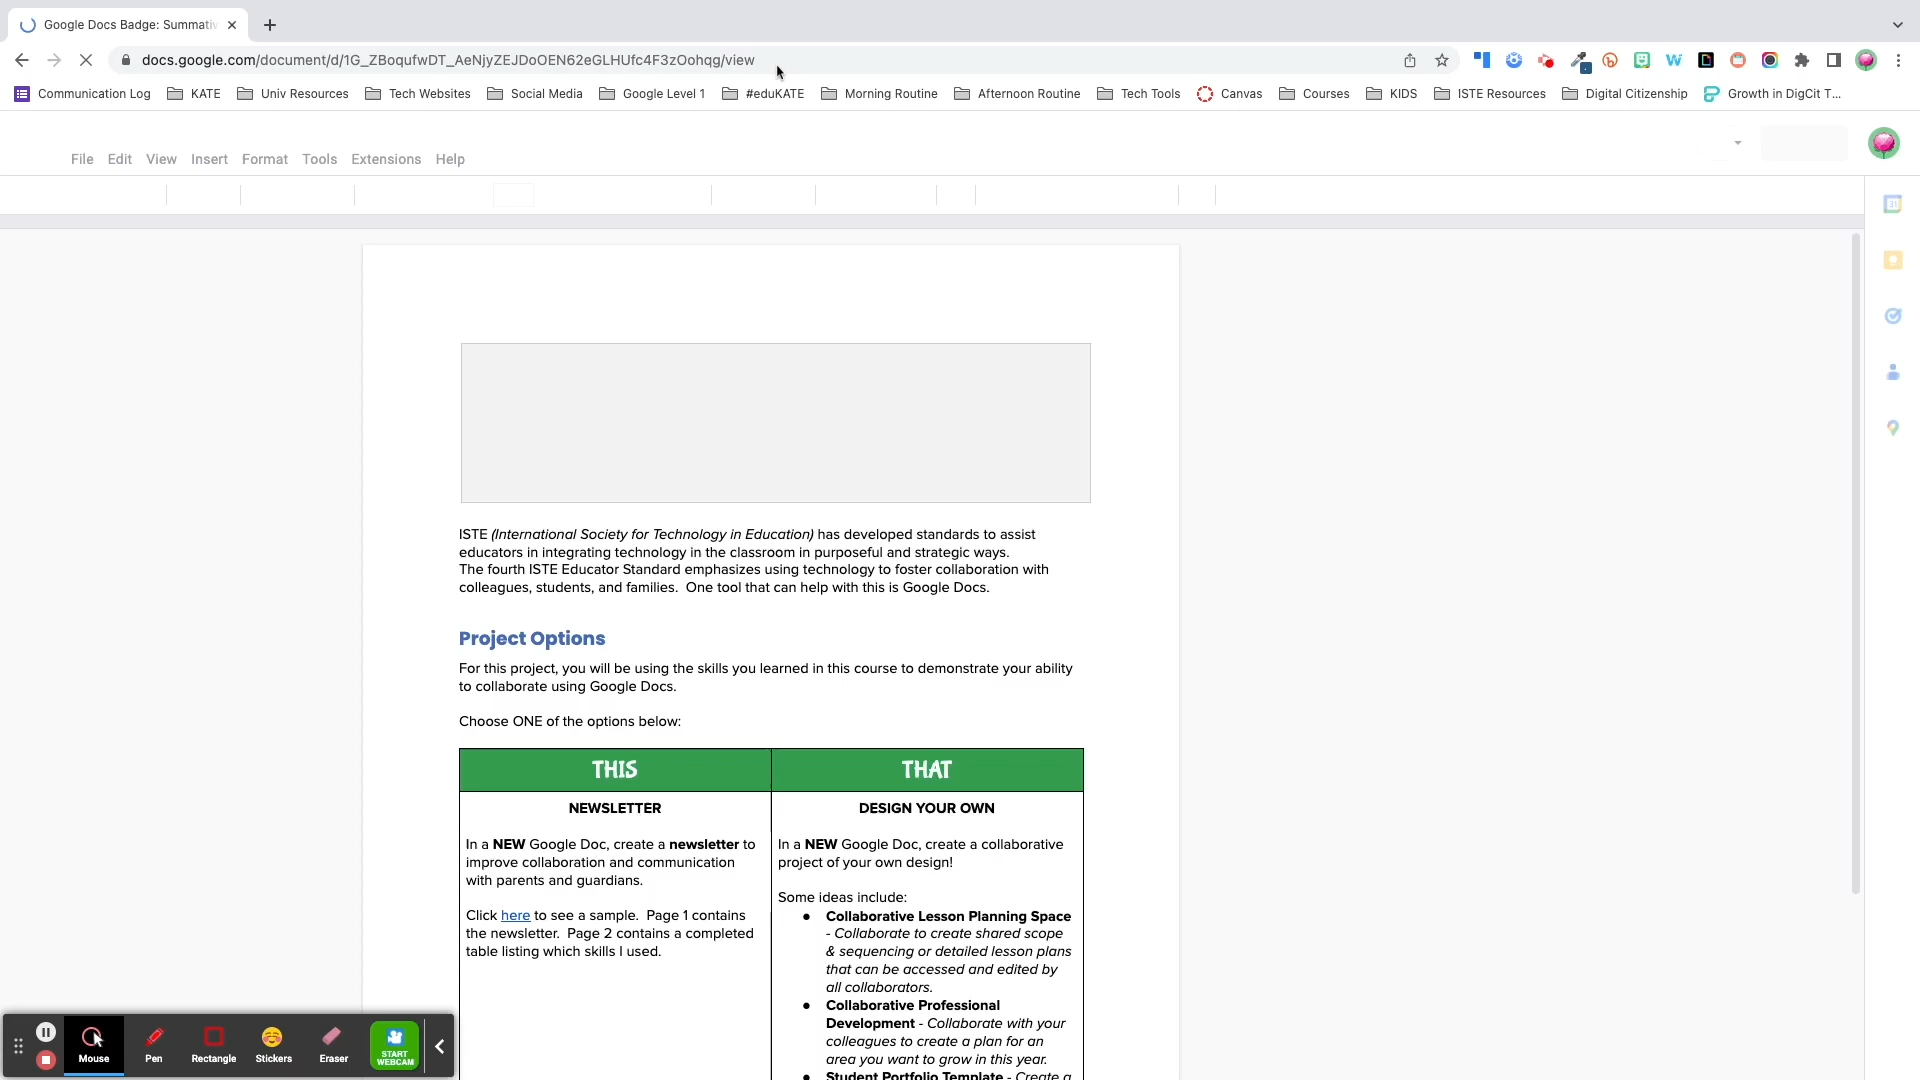 Google Docs Badge: Summativ
docs.google.com/document/d/1G_ZBoqufwDT_AeNjyZEJDoOEN62eGLHUfc4F3zOohqg/view
Communication Log KATE Univ Resources Tech Websites Social Media Google Level 1 #eduKATE Morning Routine Afternoon Routine Tech Tools Canvas Courses KIDS ISTE Resources Digital Citizenship Growth in DigCit T...
File Edit View Insert Format Tools Extensions Help
31
ISTE (International Society for Technology in Education) has developed standards to assist
educators in integrating technology in the classroom in purposeful and strategic ways.
The fourth ISTE Educator Standard emphasizes using technology to foster collaboration with
colleagues, students, and families. One tool that can help with this is Google Docs.
Project Options
For this project, you will be using the skills you learned in this course to demonstrate your ability
to collaborate using Google Docs.
Choose ONE of the options below:
THIS
NEWSLETTER
In a NEW Google Doc, create a newsletter to
improve collaboration and communication
with parents and guardians.
Click here to see a sample. Page 1 contains
the newsletter. Page 2 contains a completed
table listing which skills I used.
THAT
DESIGN YOUR OWN
In a NEW Google Doc, create a collaborative
project of your own design!
Some ideas include:
● Collaborative Lesson Planning Space
- Collaborate to create shared scope
& sequencing or detailed lesson plans
that can be accessed and edited by
all collaborators.
● Collaborative Professional
Development - Collaborate with your
colleagues to create a plan for an
area you want to grow in this year.
● Student Portfolio Template - Create a
Mouse Pen Rectangle Stickers Eraser START
WEBCAM